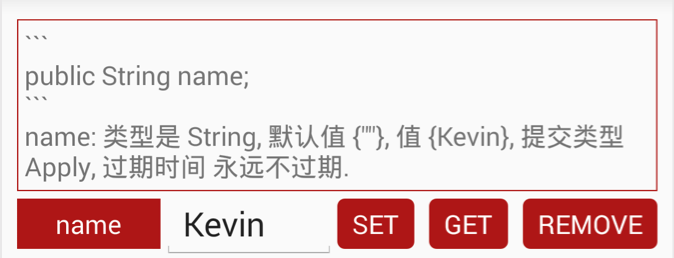 ```
public String name;
```
name: 类型是 String, 默认值 {""}, 值 {Kevin}, 提交类型
Apply, 过期时间 永远不过期.
name Kevin SET GET REMOVE